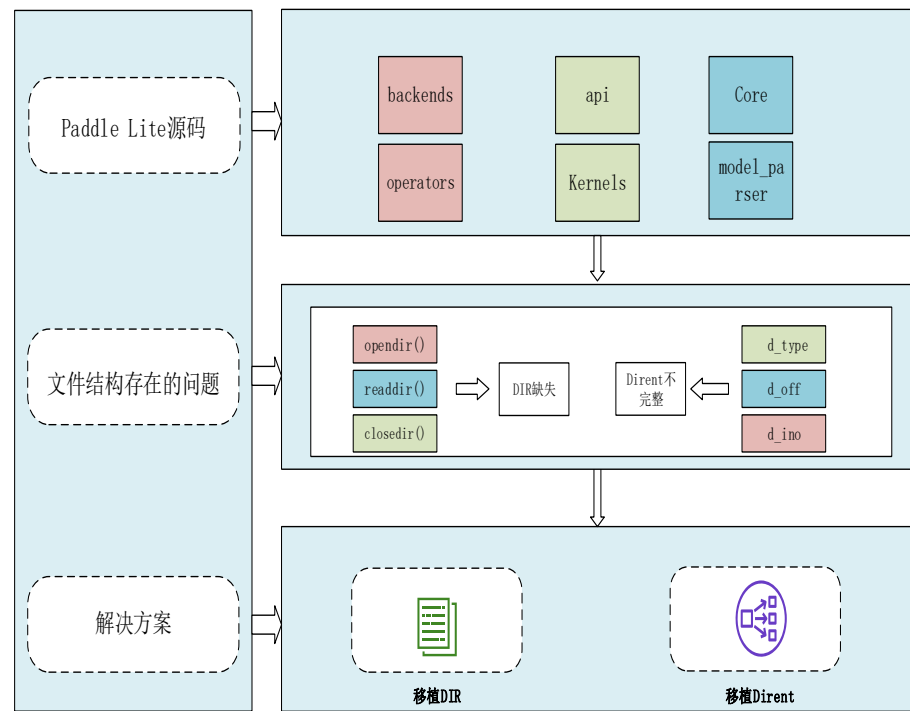 Paddle Lite源码
backends
api
Core
operators
Kernels
model_pa
rser
文件结构存在的问题
opendir()
readdir()
closedir()
DIR缺失
Dirent不
完整
d_type
d_off
d_ino
解决方案
移植DIR
移植Dirent